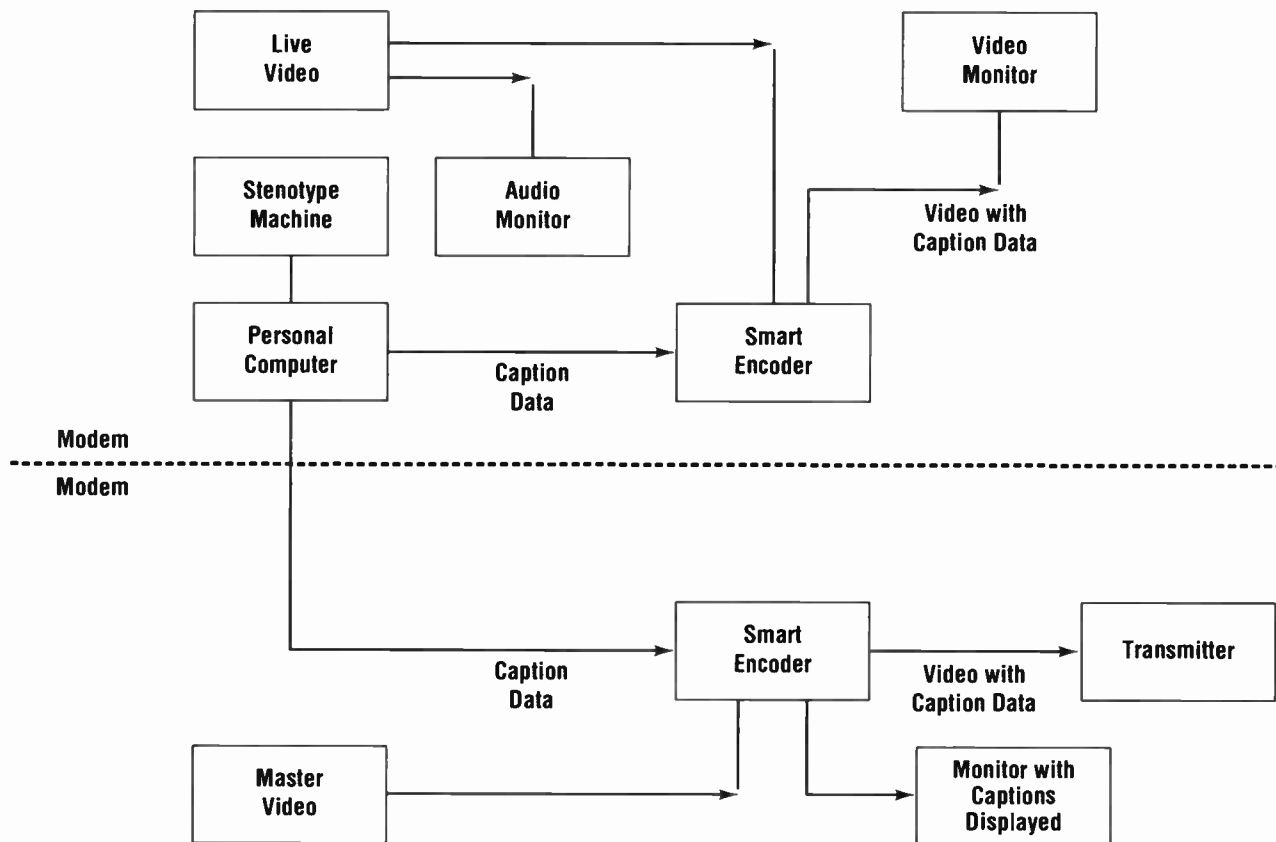 Live
Video
Video
Monitor
Stenotype
Machine
Audio
Monitor
Video with
Caption Data
Personal
Computer
Caption
Data
Smart
Encoder
Modem
Modem
Caption
Data
Smart
Encoder
Video with
Caption Data
Transmitter
Master
Video
Monitor with
Captions
Displayed